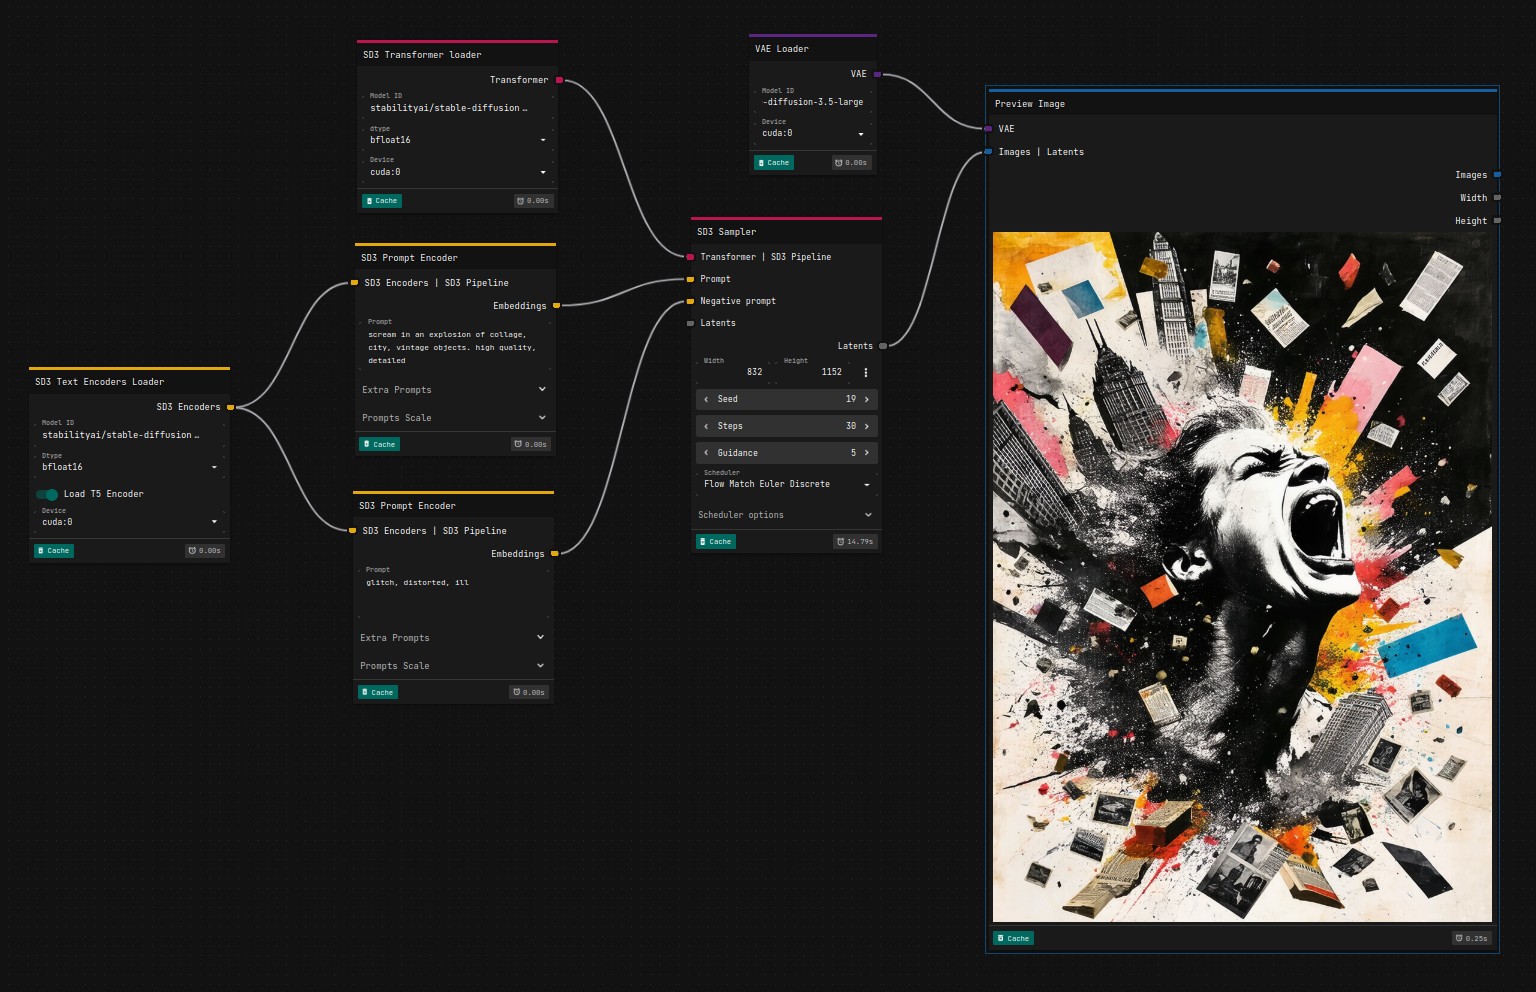 SD3 Transformer loader
Transformer
Model ID
stabilityai/stable-diffusion…
dtype
bfloat16
Device
cuda:0
Cache
0.00s
SD3 Prompt Encoder
SD3 Encoders | SD3 Pipeline
Embeddings
Prompt
scream in an explosion of collage,
city, vintage objects. high quality,
detailed
Extra Prompts
Prompts Scale
Cache
0.00s
SD3 Text Encoders Loader
SD3 Encoders
Model ID
stabilityai/stable-diffusion…
Dtype
bfloat16
Load T5 Encoder
Device
cuda:0
Cache
0.00s
SD3 Prompt Encoder
SD3 Encoders | SD3 Pipeline
Embeddings
Prompt
glitch, distorted, ill
Extra Prompts
Prompts Scale
Cache
0.00s
VAE Loader
VAE
Model ID
-diffusion-3.5-large
Device
cuda:0
Cache
0.00s
SD3 Sampler
Transformer | SD3 Pipeline
Prompt
Negative prompt
Latents
Latents
Width
832
Height
1152
Seed
19
Steps
30
Guidance
5
Scheduler
Flow Match Euler Discrete
Scheduler options
Cache
14.79s
Preview Image
VAE
Images | Latents
Images
Width
Height
Cache
0.25s